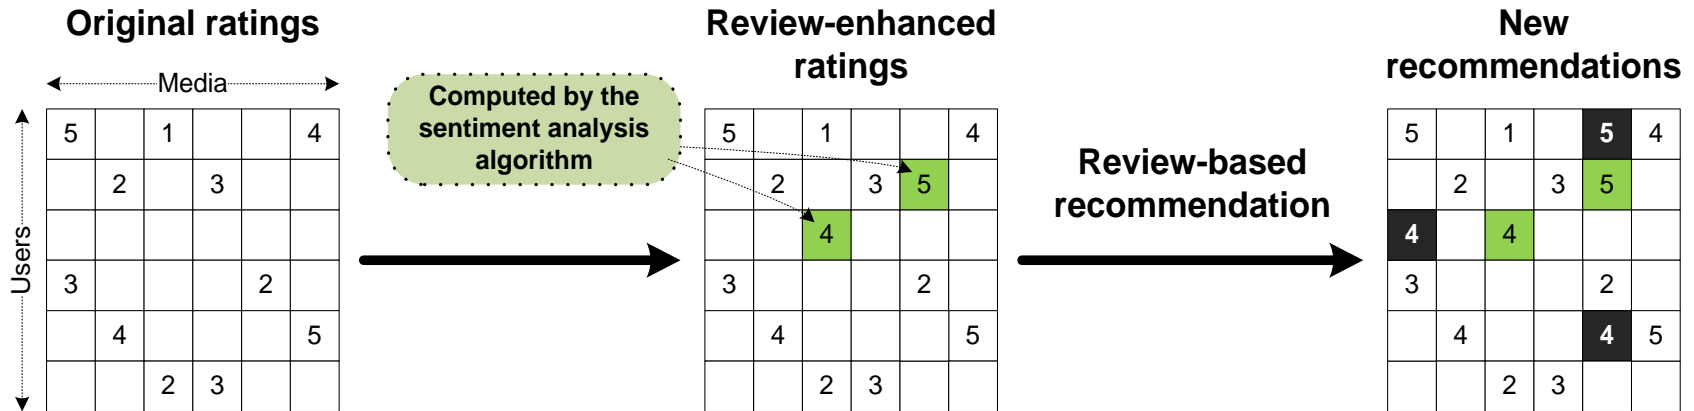 Original ratings
Media
Users
5 1 4
2 3
3 2
4 5
2 3
Computed by the
sentiment analysis
algorithm
Review-enhanced
ratings
5 1 4
2 3 5
4
3 2
4 5
2 3
Review-based
recommendation
New
recommendations
5 1 5 4
2 3 5
4 4
3 2
4 4 5
2 3